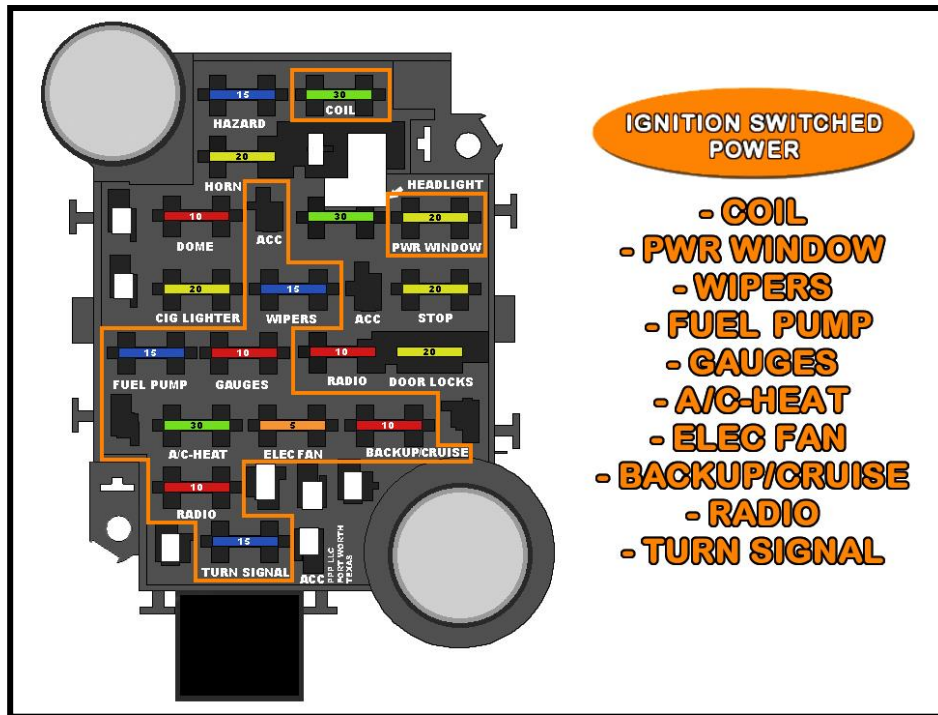 15
HAZARD
30
COIL
20
HORN
HEADLIGHT
10
DOME
ACC
30
20
PWR WINDOW
20
CIG LIGHTER
15
WIPERS
ACC
20
STOP
15
FUEL PUMP
10
GAUGES
10
RADIO
20
DOOR LOCKS
30
A/C-HEAT
5
ELEC FAN
10
BACKUP/CRUISE
10
RADIO
15
TURN SIGNAL
ACC
PPP LLC
FORT WORTH
TEXAS
IGNITION SWITCHED
POWER
- COIL
- PWR WINDOW
- WIPERS
- FUEL PUMP
- GAUGES
- A/C-HEAT
- ELEC FAN
- BACKUP/CRUISE
- RADIO
- TURN SIGNAL